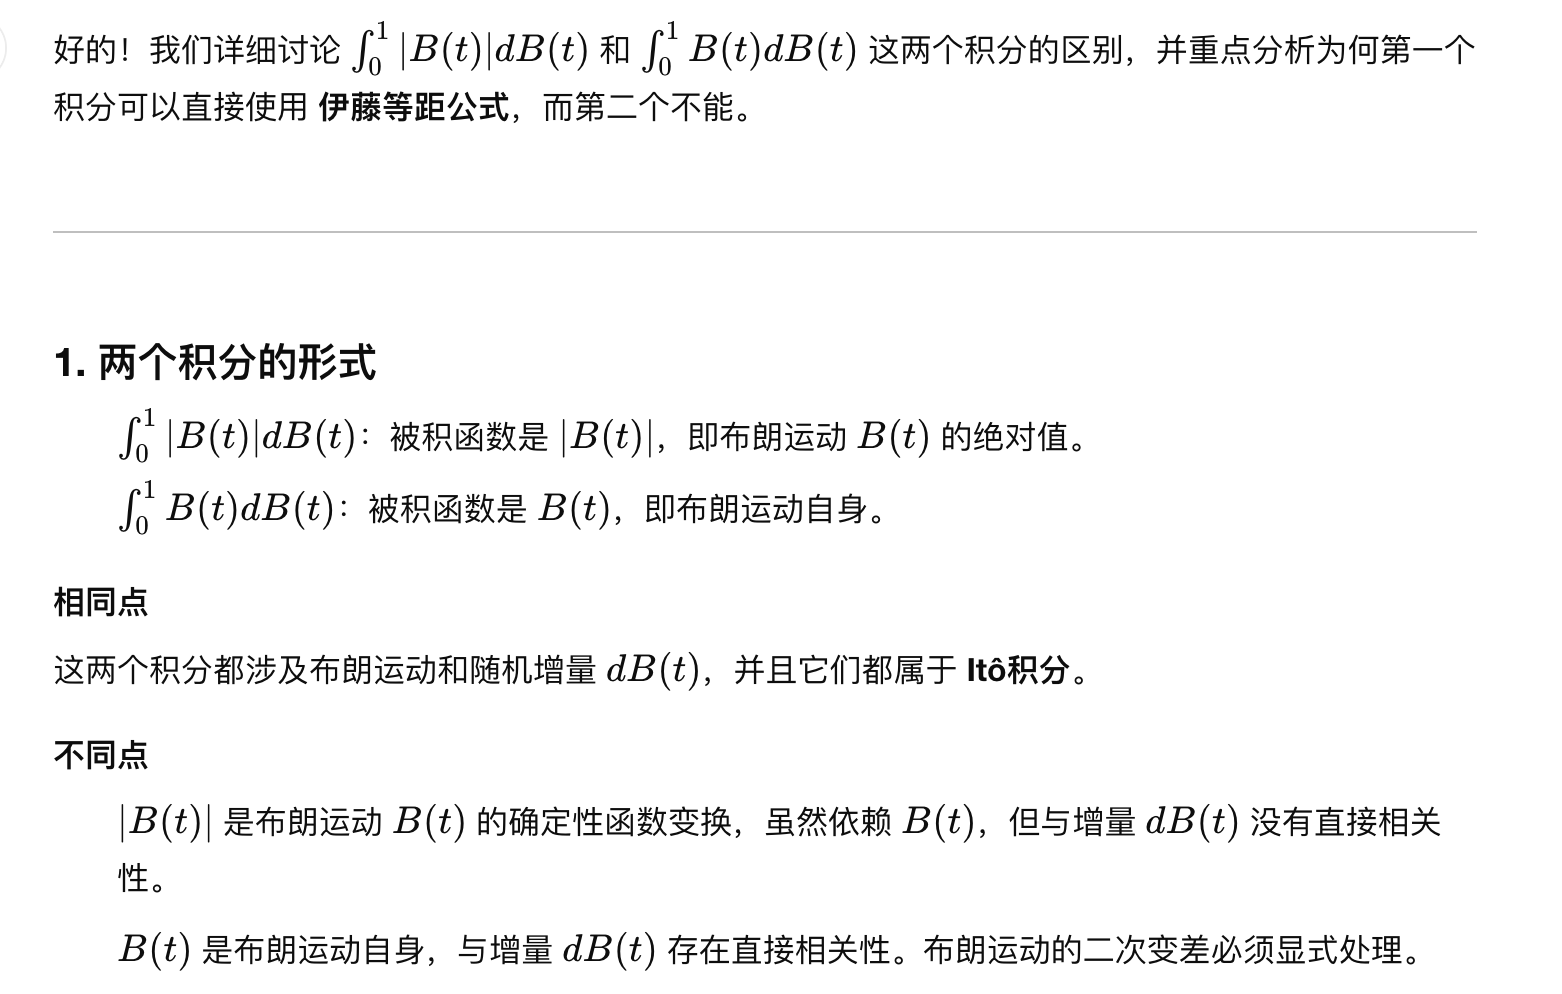 好的！我们详细讨论 ∫₀¹ |B(t)|dB(t) 和 ∫₀¹ B(t)dB(t) 这两个积分的区别，并重点分析为何第一个
积分可以直接使用 伊藤等距公式，而第二个不能。
1. 两个积分的形式
∫₀¹ |B(t)|dB(t)：被积函数是 |B(t)|，即布朗运动 B(t) 的绝对值。
∫₀¹ B(t)dB(t)：被积函数是 B(t)，即布朗运动自身。
相同点
这两个积分都涉及布朗运动和随机增量 dB(t)，并且它们都属于 Itô积分。
不同点
|B(t)| 是布朗运动 B(t) 的确定性函数变换，虽然依赖 B(t)，但与增量 dB(t) 没有直接相关
性。
B(t) 是布朗运动自身，与增量 dB(t) 存在直接相关性。布朗运动的二次变差必须显式处理。